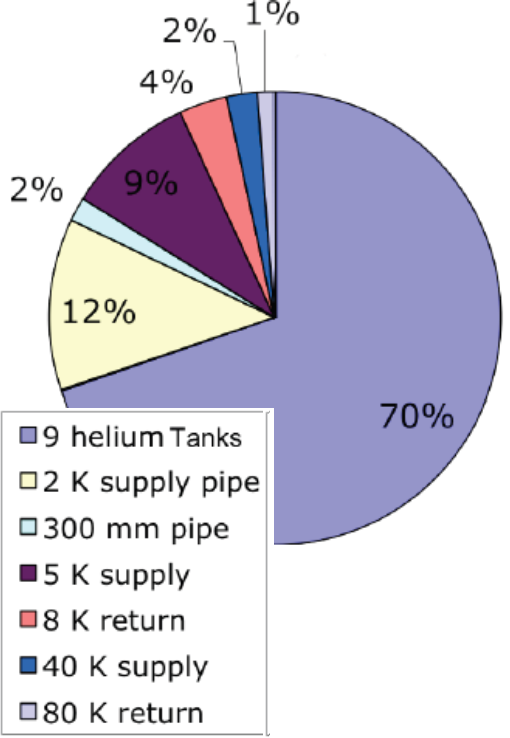 1%
2%
4%
9%
2%
12%
70%
9 helium Tanks
2 K supply pipe
300 mm pipe
5 K supply
8 K return
40 K supply
80 K return